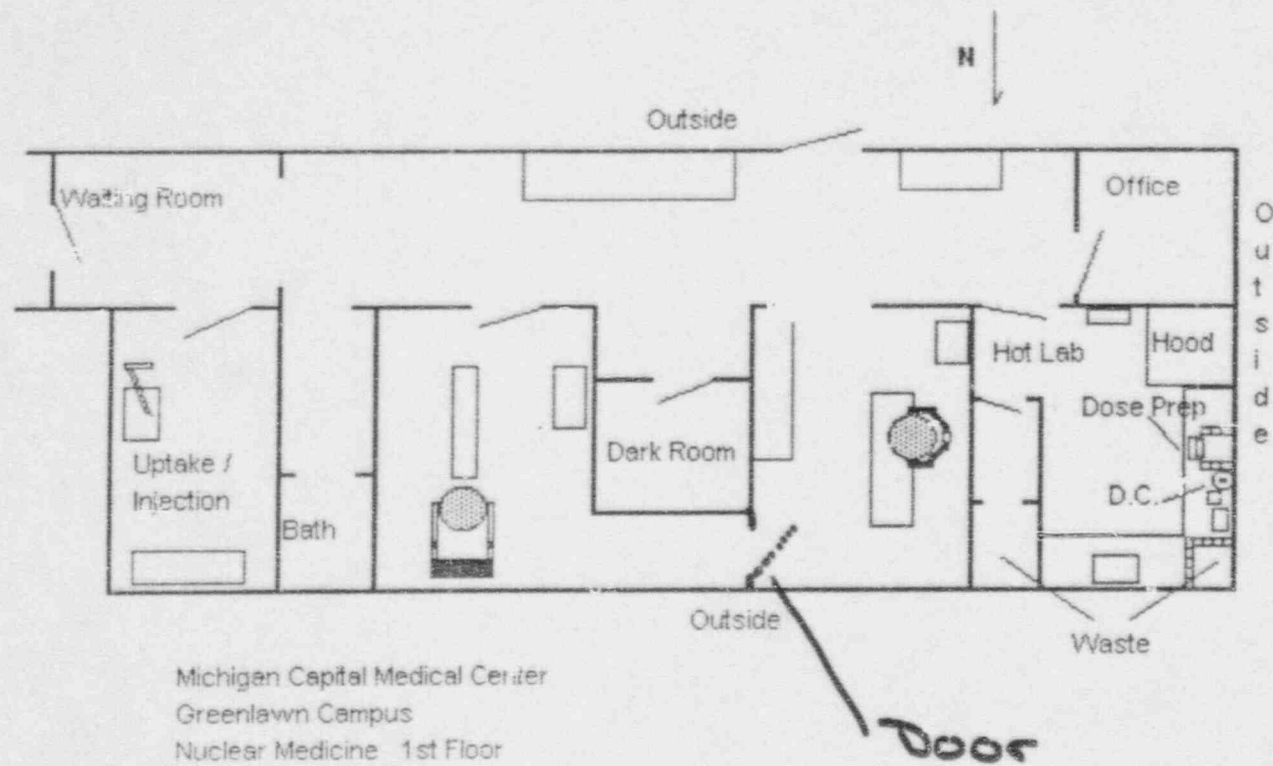 N
Outside
Waiting Room
Office
Outside
Hot Lab
Hood
Dose Prep
Dark Room
Uptake /
Injection
D.C.
Bath
Outside
Waste
Michigan Capital Medical Center
Greenlawn Campus
Nuclear Medicine 1st Floor
Door